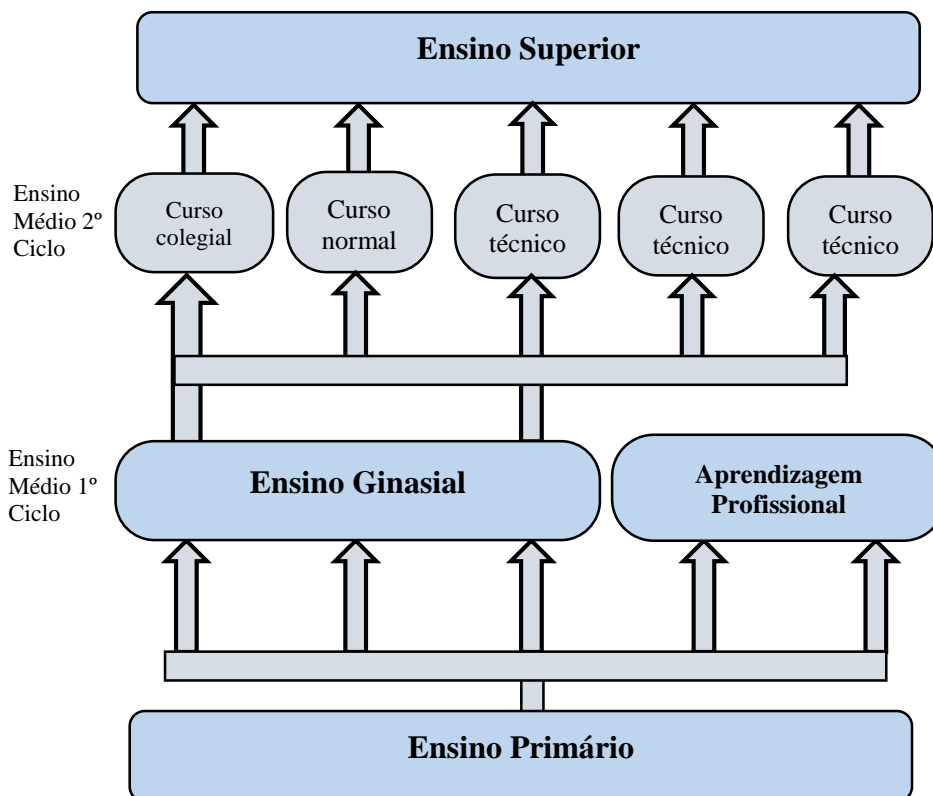 Ensino Superior
Ensino
Médio 2º
Ciclo
Curso
colegial
Curso
normal
Curso
técnico
Curso
técnico
Curso
técnico
Ensino
Médio 1º
Ciclo
Ensino Ginasial
Aprendizagem
Profissional
Ensino Primário